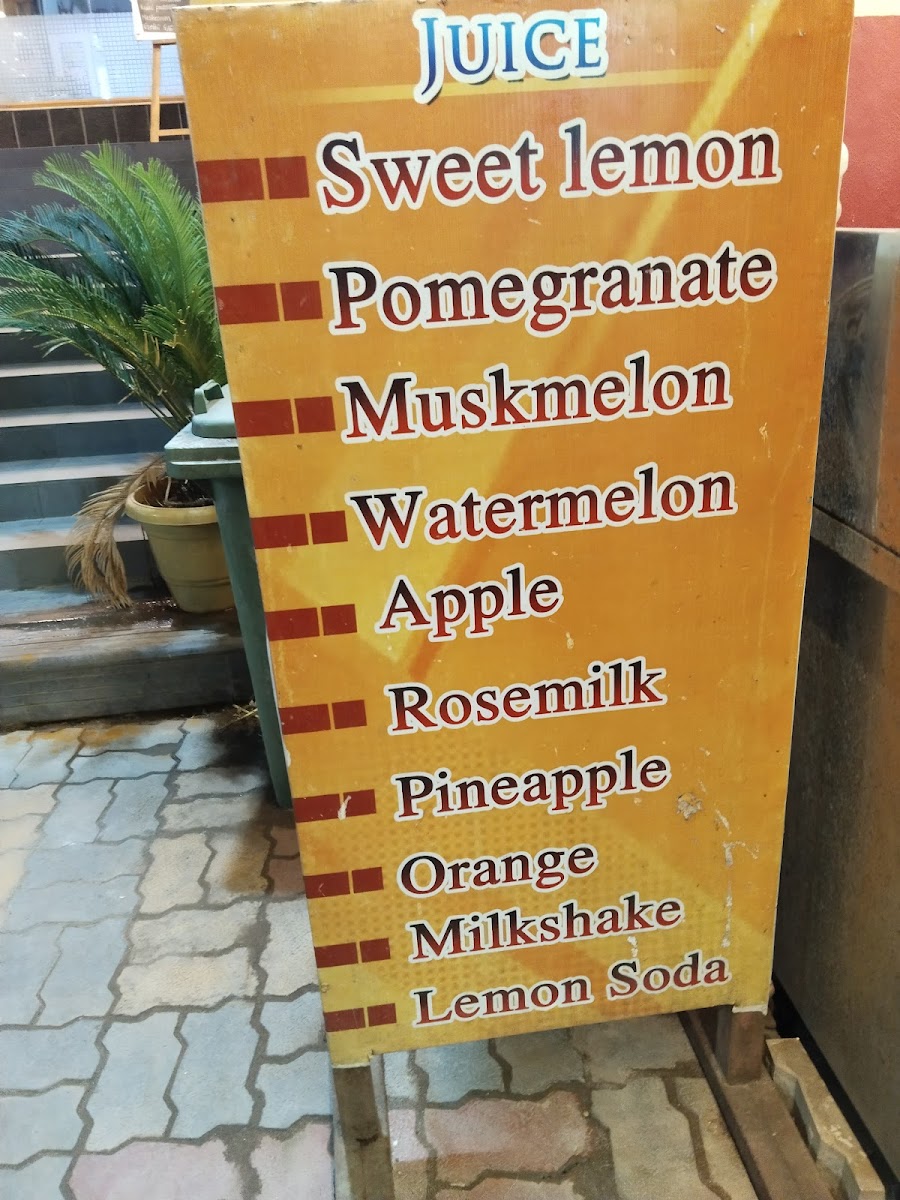 JUICE
Sweet lemon
Pomegranate
Muskmelon
Watermelon
Apple
Rosemilk
Pineapple
Orange
Milkshake
Lemon Soda